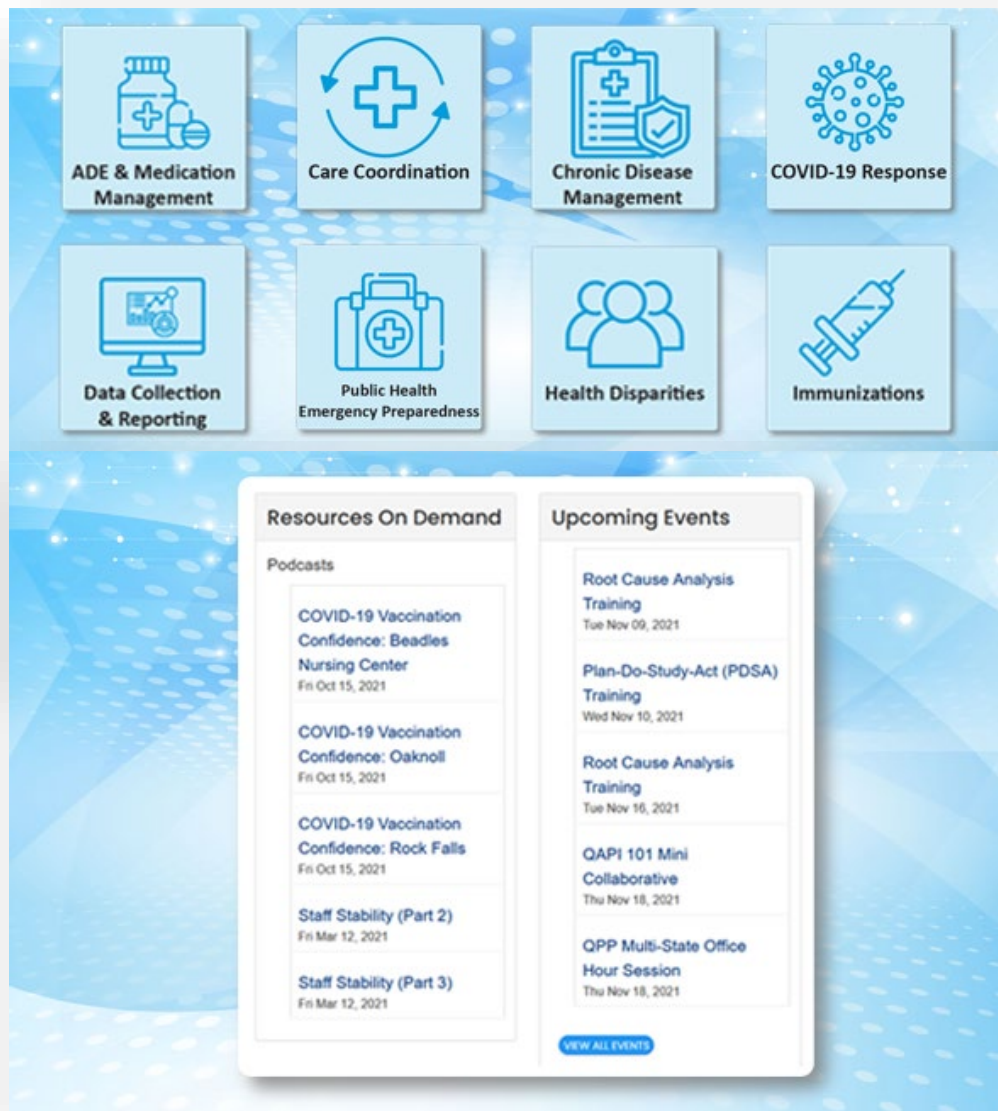 ADE & Medication
Management
Care Coordination
Chronic Disease
Management
COVID-19 Response
Data Collection
& Reporting
Public Health
Emergency Preparedness
Health Disparities
Immunizations
Resources On Demand
Podcasts
COVID-19 Vaccination
Confidence: Beadles
Nursing Center
Fri Oct 15, 2021
COVID-19 Vaccination
Confidence: Oaknoll
Fri Oct 15, 2021
COVID-19 Vaccination
Confidence: Rock Falls
Fri Oct 15, 2021
Staff Stability (Part 2)
Fri Mar 12, 2021
Staff Stability (Part 3)
Fri Mar 12, 2021
Upcoming Events
Root Cause Analysis
Training
Tue Nov 09, 2021
Plan-Do-Study-Act (PDSA)
Training
Wed Nov 10, 2021
Root Cause Analysis
Training
Tue Nov 16, 2021
QAPI 101 Mini
Collaborative
Thu Nov 18, 2021
QPP Multi-State Office
Hour Session
Thu Nov 18, 2021
VIEW ALL EVENTS